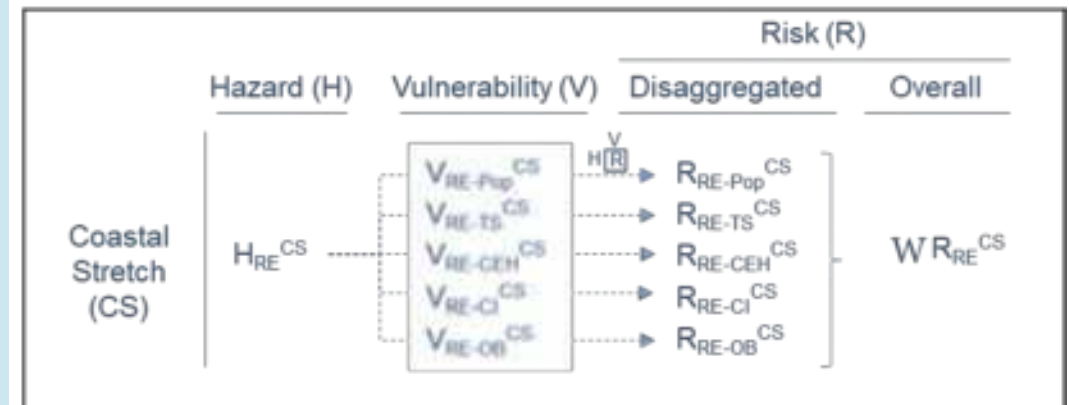 Risk (R)
Hazard (H) Vulnerability (V) Disaggregated Overall
V
H R
V_RE-Pop^CS R_RE-Pop^CS
V_RE-TS^CS R_RE-TS^CS
Coastal Stretch (CS) H_RE^CS V_RE-CEH^CS R_RE-CEH^CS W R_RE^CS
V_RE-CI^CS R_RE-CI^CS
V_RE-OB^CS R_RE-OB^CS